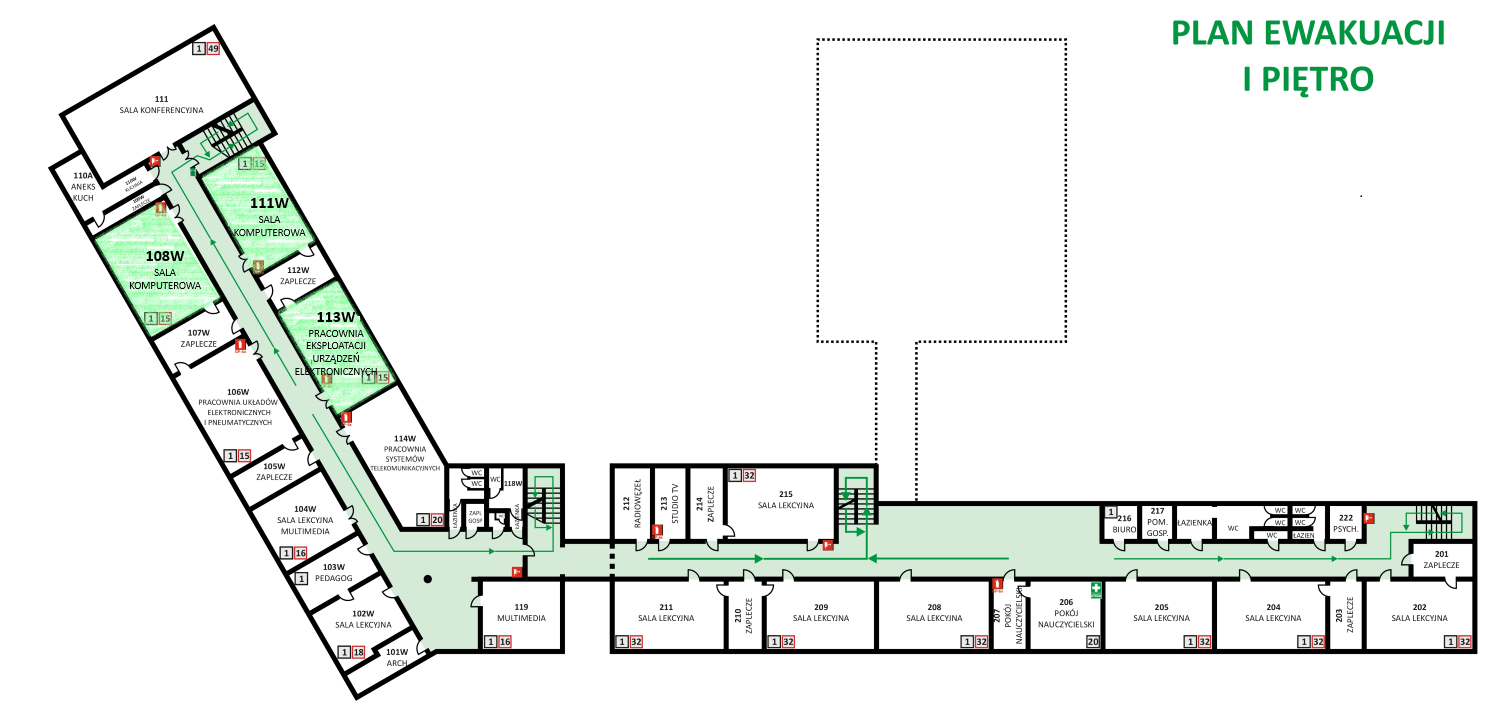 PLAN EWAKUACJI
I PIĘTRO
1 49
111
SALA KONFERENCYJNA
110A
ANEKS
KUCH
110W
KUCHNIA
ZAPLECZE
1 15
111W
SALA
KOMPUTEROWA
108W
SALA
KOMPUTEROWA
1 15
112W
ZAPLECZE
107W
ZAPLECZE
113W
PRACOWNIA
EKSPLOATACJI
URZĄDZEŃ
ELEKTRONICZNYCH
1 15
106W
PRACOWNIA UKŁADÓW
ELEKTRONICZNYCH
I PNEUMATYCZNYCH
1 15
114W
PRACOWNIA
SYSTEMÓW
TELEKOMUNIKACYJNYCH
1 20
105W
ZAPLECZE
104W
SALA LEKCYJNA
MULTIMEDIA
1 16
103W
PEDAGOG
1
102W
SALA LEKCYJNA
1 18
101W
ARCH
WC
WC
WC
118W
ŁAZIENKA
ZAPL
GOSP
ŁAZIENKA
119
MULTIMEDIA
1 16
212
RADIOWĘZEŁ
213
STUDIO TV
214
ZAPLECZE
1 32
215
SALA LEKCYJNA
1
216
BIURO
217
POM.
GOSP.
ŁAZIENKA
WC
WC
WC
WC
WC
WC
WC
ŁAZIEN
222
PSYCH.
201
ZAPLECZE
211
SALA LEKCYJNA
1 32
210
ZAPLECZE
209
SALA LEKCYJNA
1 32
208
SALA LEKCYJNA
1 32
207
POKÓJ
NAUCZYCIELSKI
206
POKÓJ
NAUCZYCIELSKI
20
205
SALA LEKCYJNA
1 32
204
SALA LEKCYJNA
1 32
203
ZAPLECZE
202
SALA LEKCYJNA
1 32